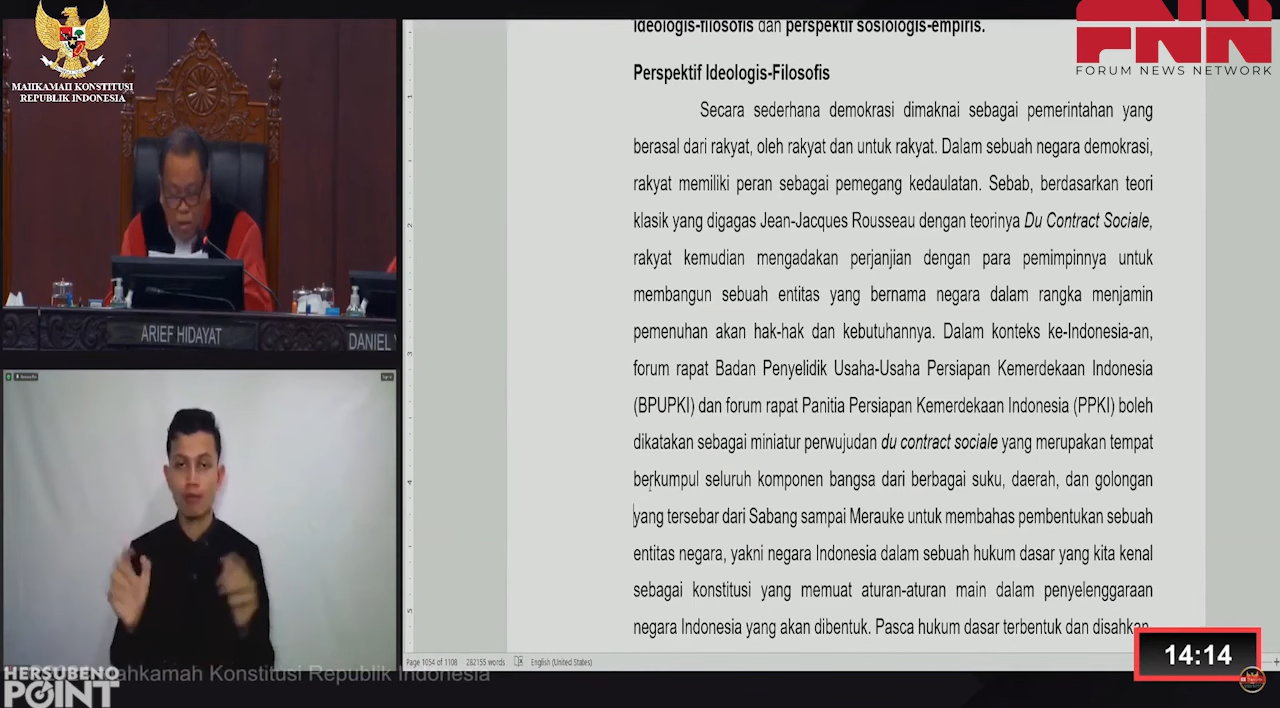 MAHKAMAH KONSTITUSI
REPUBLIK INDONESIA
ARIEF HIDAYAT
DANIEL
ideologis-filosofis dan perspektif sosiologis-empiris.
Perspektif Ideologis-Filosofis
Secara sederhana demokrasi dimaknai sebagai pemerintahan yang
berasal dari rakyat, oleh rakyat dan untuk rakyat. Dalam sebuah negara demokrasi,
rakyat memiliki peran sebagai pemegang kedaulatan. Sebab, berdasarkan teori
klasik yang digagas Jean-Jacques Rousseau dengan teorinya Du Contract Sociale,
rakyat kemudian mengadakan perjanjian dengan para pemimpinnya untuk
membangun sebuah entitas yang bernama negara dalam rangka menjamin
pemenuhan akan hak-hak dan kebutuhannya. Dalam konteks ke-Indonesia-an,
forum rapat Badan Penyelidik Usaha-Usaha Persiapan Kemerdekaan Indonesia
(BPUPKI) dan forum rapat Panitia Persiapan Kemerdekaan Indonesia (PPKI) boleh
dikatakan sebagai miniatur perwujudan du contract sociale yang merupakan tempat
berkumpul seluruh komponen bangsa dari berbagai suku, daerah, dan golongan
yang tersebar dari Sabang sampai Merauke untuk membahas pembentukan sebuah
entitas negara, yakni negara Indonesia dalam sebuah hukum dasar yang kita kenal
sebagai konstitusi yang memuat aturan-aturan main dalam penyelenggaraan
negara Indonesia yang akan dibentuk. Pasca hukum dasar terbentuk dan disahkan
Page 1054 of 1108 282155 words English (United States)
FNN
FORUM NEWS NETWORK
14:14
Mahkamah Konstitusi Republik Indonesia
HERSUBENO
POINT